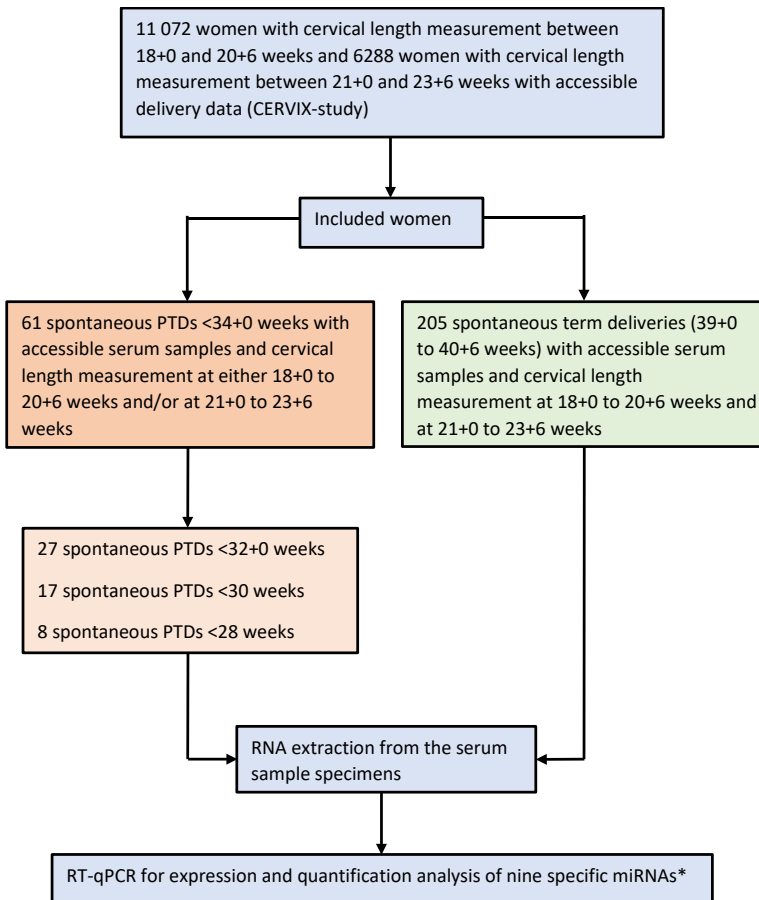 11 072 women with cervical length measurement between
18+0 and 20+6 weeks and 6288 women with cervical length
measurement between 21+0 and 23+6 weeks with accessible
delivery data (CERVIX-study)
Included women
61 spontaneous PTDs <34+0 weeks with
accessible serum samples and cervical
length measurement at either 18+0 to
20+6 weeks and/or at 21+0 to 23+6
weeks
205 spontaneous term deliveries (39+0
to 40+6 weeks) with accessible serum
samples and cervical length
measurement at 18+0 to 20+6 weeks and
at 21+0 to 23+6 weeks
27 spontaneous PTDs <32+0 weeks
17 spontaneous PTDs <30 weeks
8 spontaneous PTDs <28 weeks
RNA extraction from the serum
sample specimens
RT-qPCR for expression and quantification analysis of nine specific miRNAs*